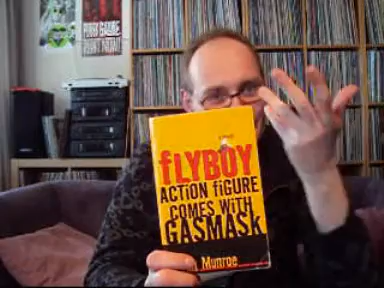 fLYBOY
ACTiON fiGURE
COMES WiTH
GASMASk
Munroe